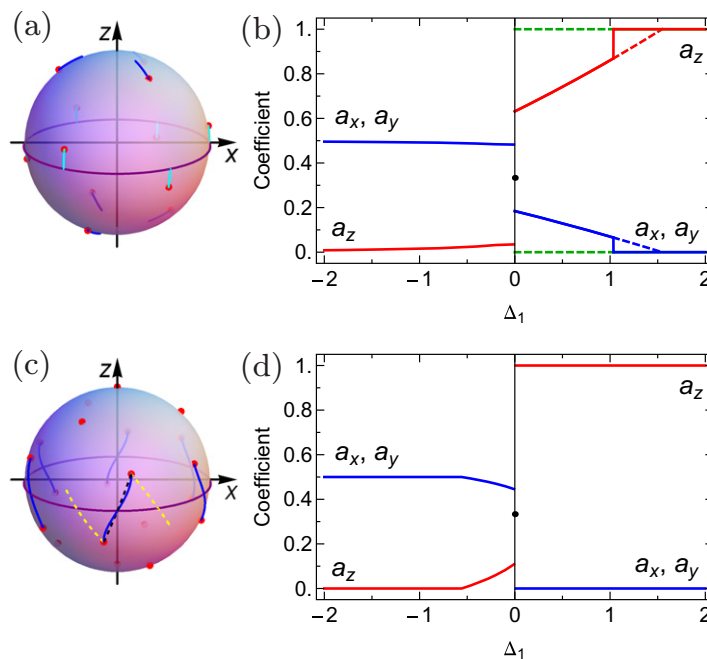 (a)
z
x
(b)
1.
0.8
0.6
0.4
0.2
0.
Coefficient
a_x, a_y
a_z
a_z
a_x, a_y
−2 −1 0 1 2
Δ_1
(c)
z
x
(d)
1.
0.8
0.6
0.4
0.2
0.
Coefficient
a_x, a_y
a_z
a_z
a_x, a_y
−2 −1 0 1 2
Δ_1